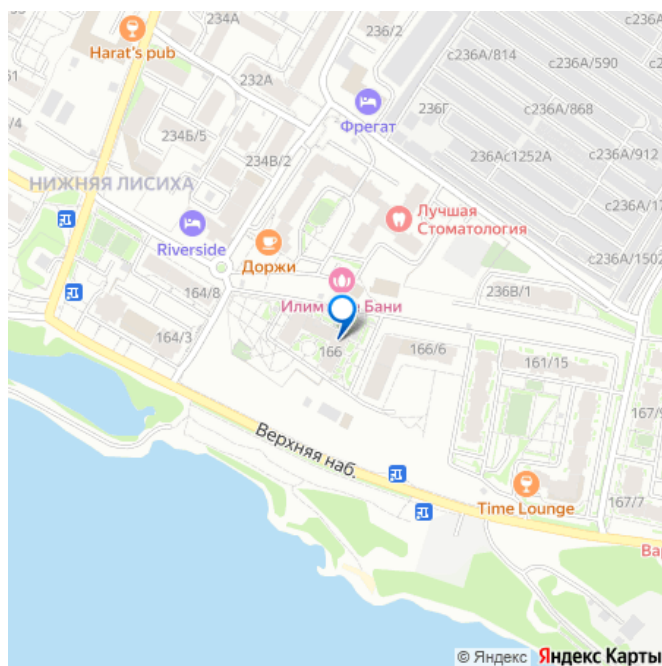 234А
236/2
с236А/814
Harat's pub
с236А/590
232А
236Г
с236А/868
Фрегат
234Б/5
236Ас1252А
с236А/912
234В/2
НИЖНЯЯ ЛИСИХА
Лучшая
Стоматология
Riverside
Доржи
с236А/1502
164/8
236В/1
Бани
164/3
166
166/6
161/15
Верхняя наб.
Time Lounge
167/7
© Яндекс Яндекс Карты